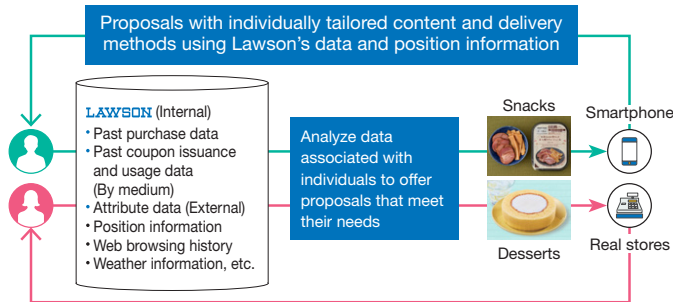 Proposals with individually tailored content and delivery
methods using Lawson's data and position information
LAWSON (Internal)
• Past purchase data
• Past coupon issuance
and usage data
(By medium)
• Attribute data (External)
• Position information
• Web browsing history
• Weather information, etc.
Analyze data
associated with
individuals to offer
proposals that meet
their needs
Snacks
Desserts
Smartphone
Real stores